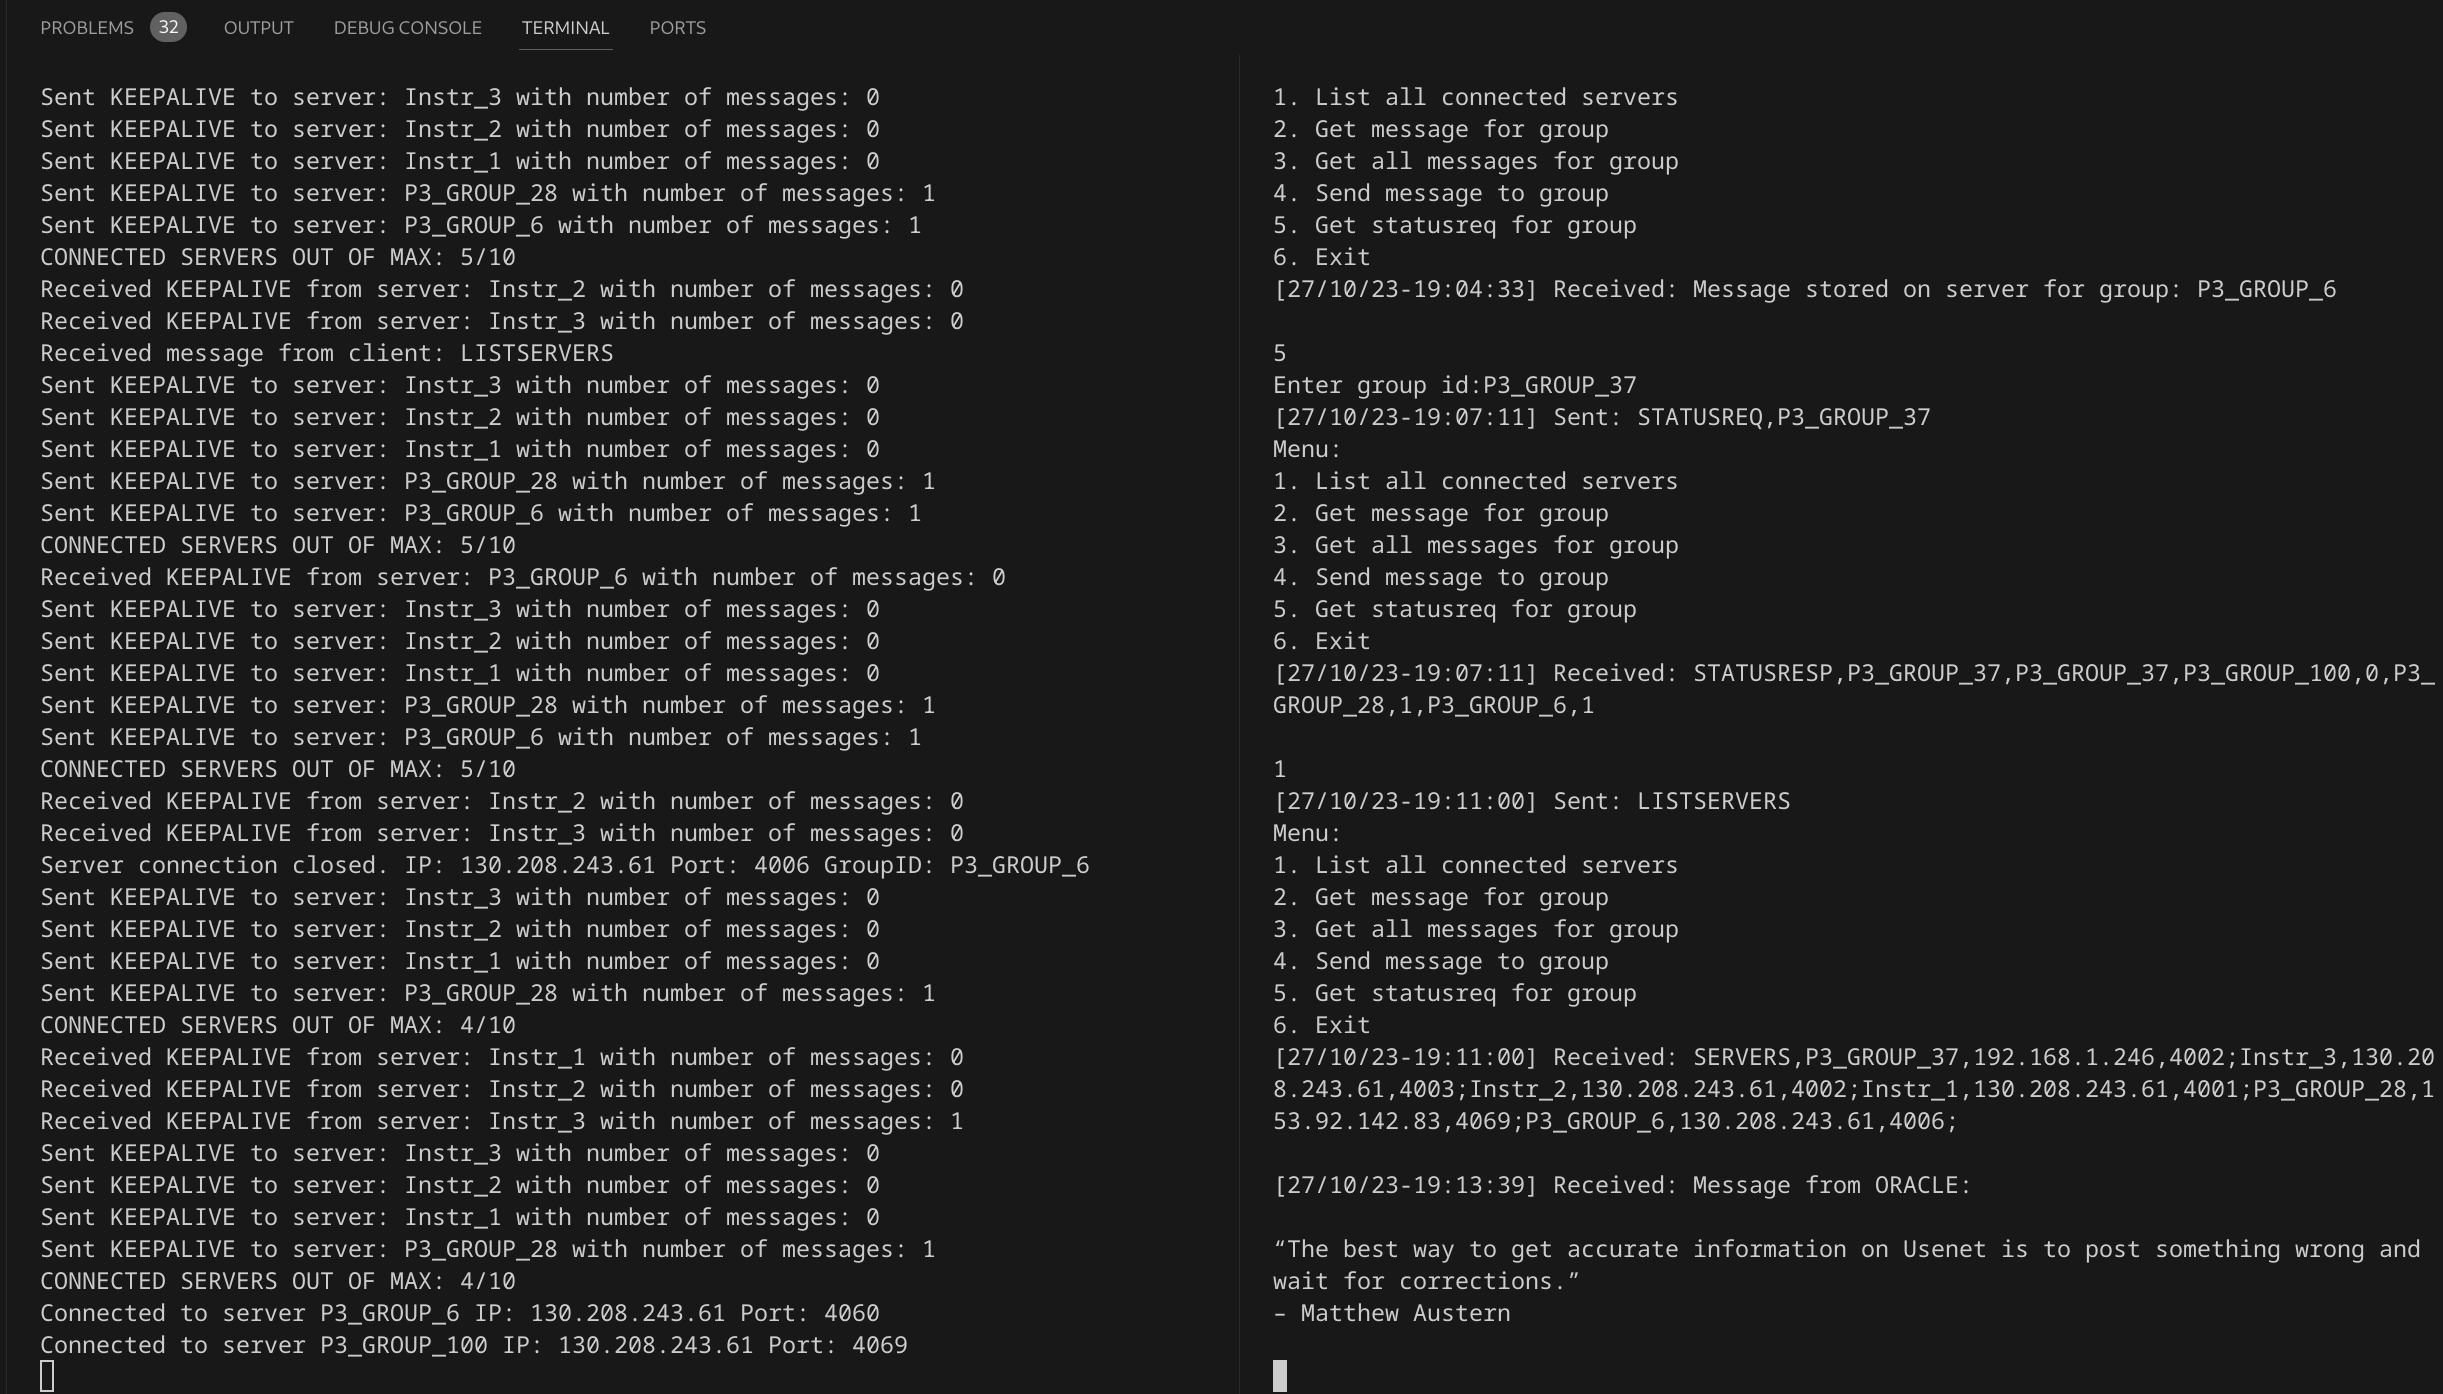 PROBLEMS 32 OUTPUT DEBUG CONSOLE TERMINAL PORTS
Sent KEEPALIVE to server: Instr_3 with number of messages: 0
Sent KEEPALIVE to server: Instr_2 with number of messages: 0
Sent KEEPALIVE to server: Instr_1 with number of messages: 0
Sent KEEPALIVE to server: P3_GROUP_28 with number of messages: 1
Sent KEEPALIVE to server: P3_GROUP_6 with number of messages: 1
CONNECTED SERVERS OUT OF MAX: 5/10
Received KEEPALIVE from server: Instr_2 with number of messages: 0
Received KEEPALIVE from server: Instr_3 with number of messages: 0
Received message from client: LISTSERVERS
Sent KEEPALIVE to server: Instr_3 with number of messages: 0
Sent KEEPALIVE to server: Instr_2 with number of messages: 0
Sent KEEPALIVE to server: Instr_1 with number of messages: 0
Sent KEEPALIVE to server: P3_GROUP_28 with number of messages: 1
Sent KEEPALIVE to server: P3_GROUP_6 with number of messages: 1
CONNECTED SERVERS OUT OF MAX: 5/10
Received KEEPALIVE from server: P3_GROUP_6 with number of messages: 0
Sent KEEPALIVE to server: Instr_3 with number of messages: 0
Sent KEEPALIVE to server: Instr_2 with number of messages: 0
Sent KEEPALIVE to server: Instr_1 with number of messages: 0
Sent KEEPALIVE to server: P3_GROUP_28 with number of messages: 1
Sent KEEPALIVE to server: P3_GROUP_6 with number of messages: 1
CONNECTED SERVERS OUT OF MAX: 5/10
Received KEEPALIVE from server: Instr_2 with number of messages: 0
Received KEEPALIVE from server: Instr_3 with number of messages: 0
Server connection closed. IP: 130.208.243.61 Port: 4006 GroupID: P3_GROUP_6
Sent KEEPALIVE to server: Instr_3 with number of messages: 0
Sent KEEPALIVE to server: Instr_2 with number of messages: 0
Sent KEEPALIVE to server: Instr_1 with number of messages: 0
Sent KEEPALIVE to server: P3_GROUP_28 with number of messages: 1
CONNECTED SERVERS OUT OF MAX: 4/10
Received KEEPALIVE from server: Instr_1 with number of messages: 0
Received KEEPALIVE from server: Instr_2 with number of messages: 0
Received KEEPALIVE from server: Instr_3 with number of messages: 1
Sent KEEPALIVE to server: Instr_3 with number of messages: 0
Sent KEEPALIVE to server: Instr_2 with number of messages: 0
Sent KEEPALIVE to server: Instr_1 with number of messages: 0
Sent KEEPALIVE to server: P3_GROUP_28 with number of messages: 1
CONNECTED SERVERS OUT OF MAX: 4/10
Connected to server P3_GROUP_6 IP: 130.208.243.61 Port: 4060
Connected to server P3_GROUP_100 IP: 130.208.243.61 Port: 4069
1. List all connected servers
2. Get message for group
3. Get all messages for group
4. Send message to group
5. Get statusreq for group
6. Exit
[27/10/23-19:04:33] Received: Message stored on server for group: P3_GROUP_6
5
Enter group id:P3_GROUP_37
[27/10/23-19:07:11] Sent: STATUSREQ,P3_GROUP_37
Menu:
1. List all connected servers
2. Get message for group
3. Get all messages for group
4. Send message to group
5. Get statusreq for group
6. Exit
[27/10/23-19:07:11] Received: STATUSRESP,P3_GROUP_37,P3_GROUP_37,P3_GROUP_100,0,P3_
GROUP_28,1,P3_GROUP_6,1
1
[27/10/23-19:11:00] Sent: LISTSERVERS
Menu:
1. List all connected servers
2. Get message for group
3. Get all messages for group
4. Send message to group
5. Get statusreq for group
6. Exit
[27/10/23-19:11:00] Received: SERVERS,P3_GROUP_37,192.168.1.246,4002;Instr_3,130.20
8.243.61,4003;Instr_2,130.208.243.61,4002;Instr_1,130.208.243.61,4001;P3_GROUP_28,1
53.92.142.83,4069;P3_GROUP_6,130.208.243.61,4006;
[27/10/23-19:13:39] Received: Message from ORACLE:
“The best way to get accurate information on Usenet is to post something wrong and
wait for corrections.”
– Matthew Austern